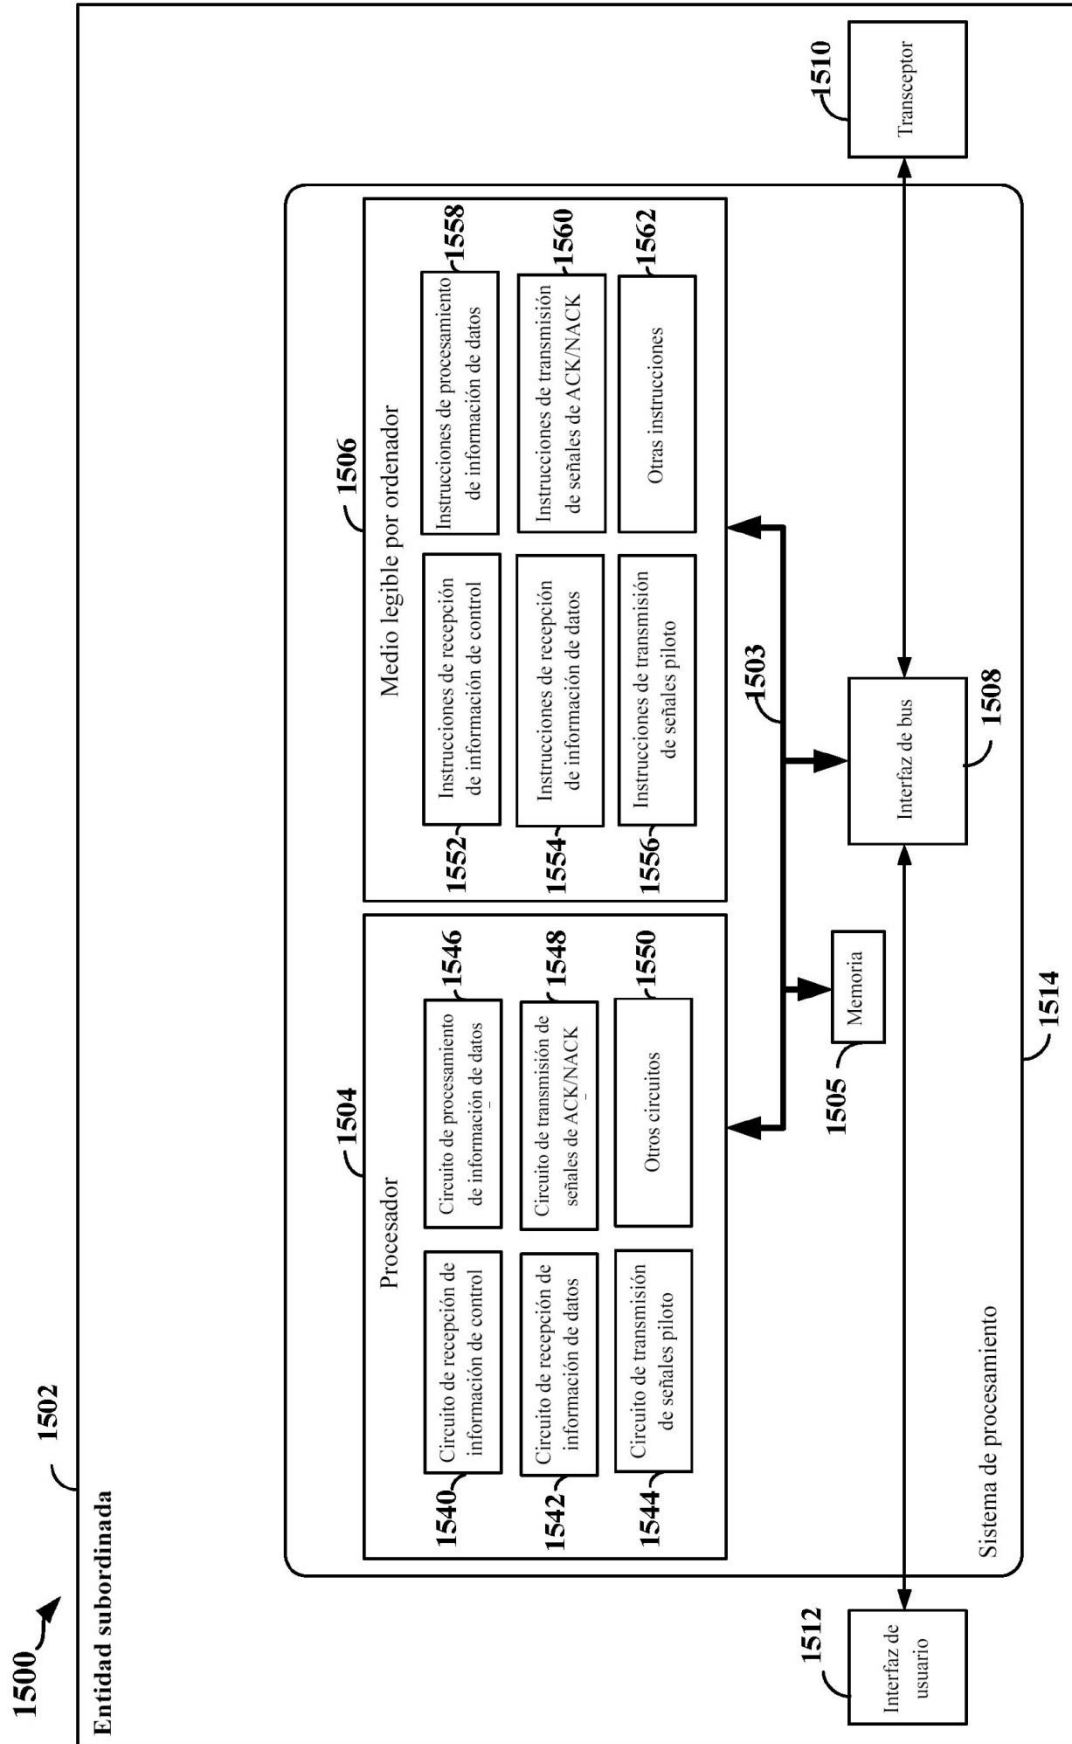 1500
1502
Entidad subordinada
1504
Procesador
1540
Circuito de recepción de
información de control
1546
Circuito de procesamiento
de información de datos
1542
Circuito de recepción de
información de datos
1548
Circuito de transmisión de
señales de ACK/NACK
1544
Circuito de transmisión
de señales piloto
1550
Otros circuitos
1506
Medio legible por ordenador
1552
Instrucciones de recepción
de información de control
1558
Instrucciones de procesamiento
de información de datos
1554
Instrucciones de recepción
de información de datos
1560
Instrucciones de transmisión
de señales de ACK/NACK
1556
Instrucciones de transmisión
de señales piloto
1562
Otras instrucciones
1503
1505
Memoria
1512
Interfaz de
usuario
Interfaz de bus
1508
1510
Transceptor
Sistema de procesamiento
1514